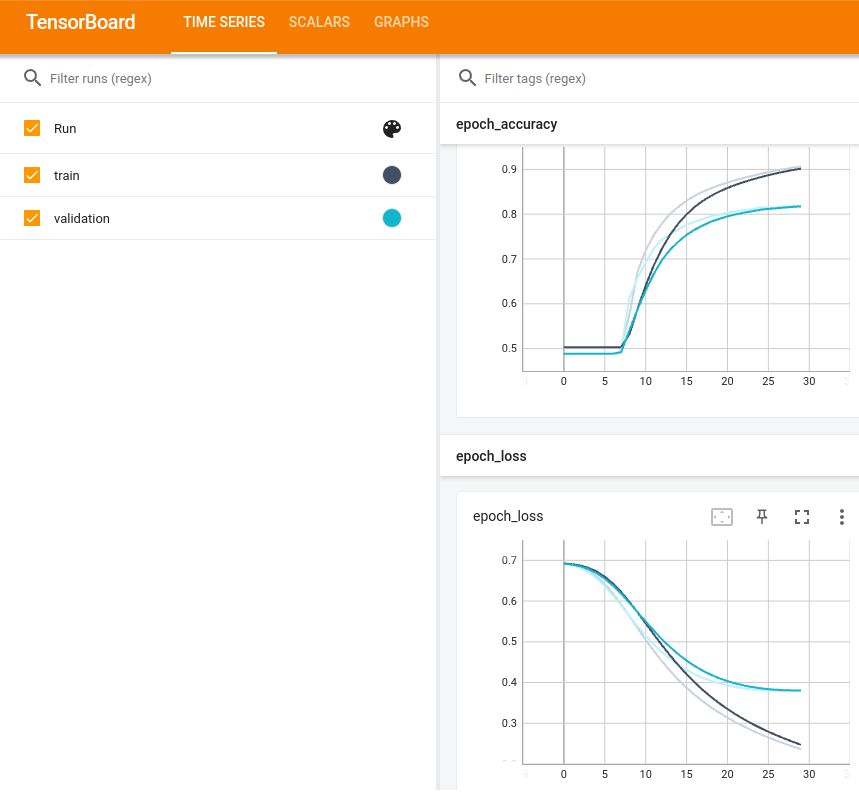 TensorBoard TIME SERIES SCALARS GRAPHS
Filter runs (regex)
Run
train
validation
Filter tags (regex)
epoch_accuracy
0.9
0.8
0.7
0.6
0.5
0 5 10 15 20 25 30
epoch_loss
epoch_loss
0.7
0.6
0.5
0.4
0.3
0 5 10 15 20 25 30